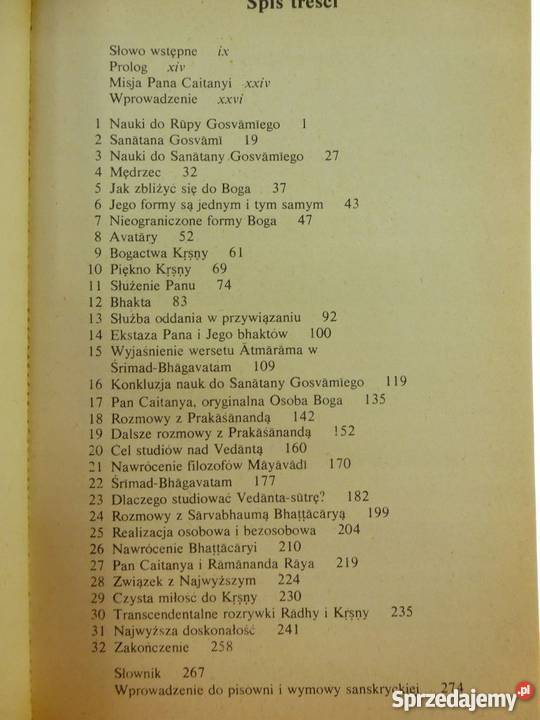 Spis treści
Słowo wstępne ix
Prolog xiv
Misja Pana Caitanyi xxiv
Wprowadzenie xxvi
1 Nauki do Rūpy Gosvāmīego 1
2 Sanātana Gosvāmī 19
3 Nauki do Sanātany Gosvāmīego 27
4 Mędrzec 32
5 Jak zbliżyć się do Boga 37
6 Jego formy są jednym i tym samym 43
7 Nieograniczone formy Boga 47
8 Avatāry 52
9 Bogactwa Kṛṣṇy 61
10 Piękno Kṛṣṇy 69
11 Służenie Panu 74
12 Bhakta 83
13 Służba oddania w przywiązaniu 92
14 Ekstaza Pana i Jego bhaktów 100
15 Wyjaśnienie wersetu Ātmārāma w
Śrīmad-Bhāgavatam 109
16 Konkluzja nauk do Sanātany Gosvāmīego 119
17 Pan Caitanya, oryginalna Osoba Boga 135
18 Rozmowy z Prakāśānandą 142
19 Dalsze rozmowy z Prakāśānandą 152
20 Cel studiów nad Vedāntą 160
21 Nawrócenie filozofów Māyāvādī 170
22 Śrīmad-Bhāgavatam 177
23 Dlaczego studiować Vedānta-sūtrę? 182
24 Rozmowy z Sārvabhaumą Bhaṭṭācāryą 199
25 Realizacja osobowa i bezosobowa 204
26 Nawrócenie Bhaṭṭācāryi 210
27 Pan Caitanya i Rāmānanda Rāya 219
28 Związek z Najwyższym 224
29 Czysta miłość do Kṛṣṇy 230
30 Transcendentalne rozrywki Rādhy i Kṛṣṇy 235
31 Najwyższa doskonałość 241
32 Zakończenie 258
Słownik 267
Wprowadzenie do pisowni i wymowy sanskryckiej 274
Sprzedajemy.pl